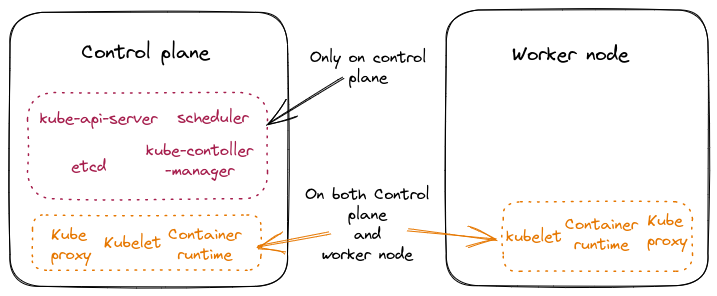 Control plane
kube-api-server scheduler
etcd kube-contoller
-manager
Kube
proxy
Kubelet
Container
runtime
Only on control
plane
On both Control
plane
and
worker node
Worker node
kubelet
Container
runtime
Kube
proxy